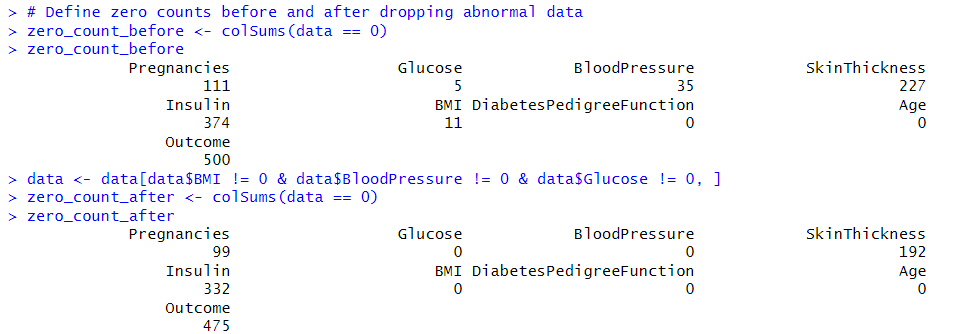 > # Define zero counts before and after dropping abnormal data
> zero_count_before <- colSums(data == 0)
> zero_count_before
             Pregnancies                  Glucose            BloodPressure            SkinThickness
                     111                        5                       35                      227
                 Insulin                      BMI DiabetesPedigreeFunction                      Age
                     374                       11                        0                        0
                 Outcome
                     500
> data <- data[data$BMI != 0 & data$BloodPressure != 0 & data$Glucose != 0, ]
> zero_count_after <- colSums(data == 0)
> zero_count_after
             Pregnancies                  Glucose            BloodPressure            SkinThickness
                      99                        0                        0                      192
                 Insulin                      BMI DiabetesPedigreeFunction                      Age
                     332                        0                        0                        0
                 Outcome
                     475